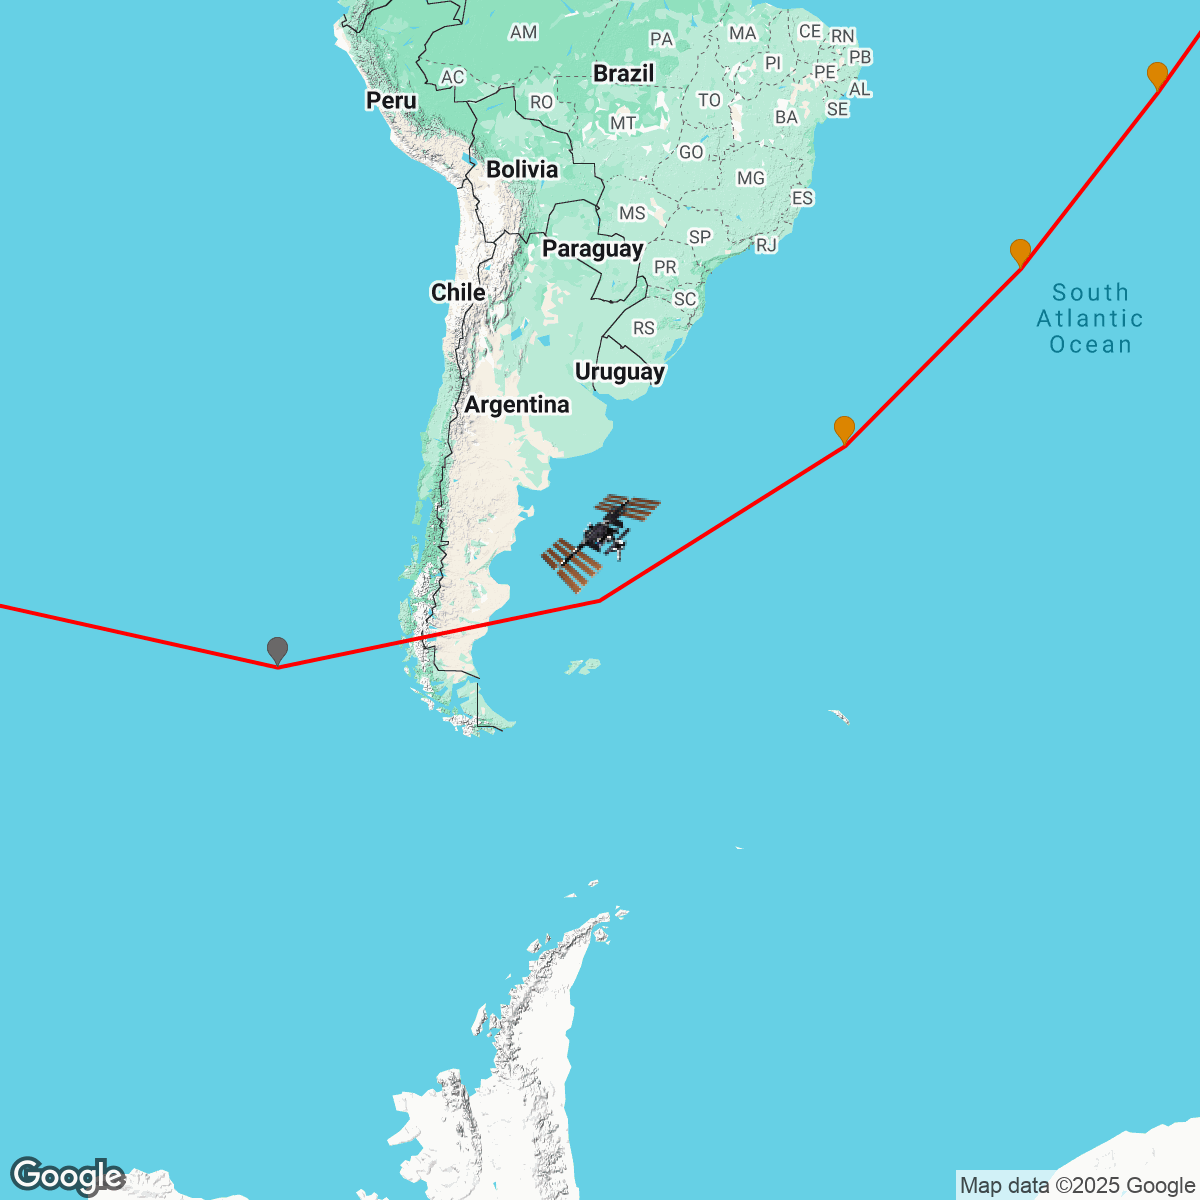 AM
PA
MA
CE
RN
PI
PB
Brazil
PE
AC
AL
Peru
RO
TO
SE
MT
BA
GO
Bolivia
MG
ES
MS
SP
RJ
Paraguay
PR
Chile
SC
South
Atlantic
Ocean
RS
Uruguay
Argentina
Google
Map data ©2025 Google